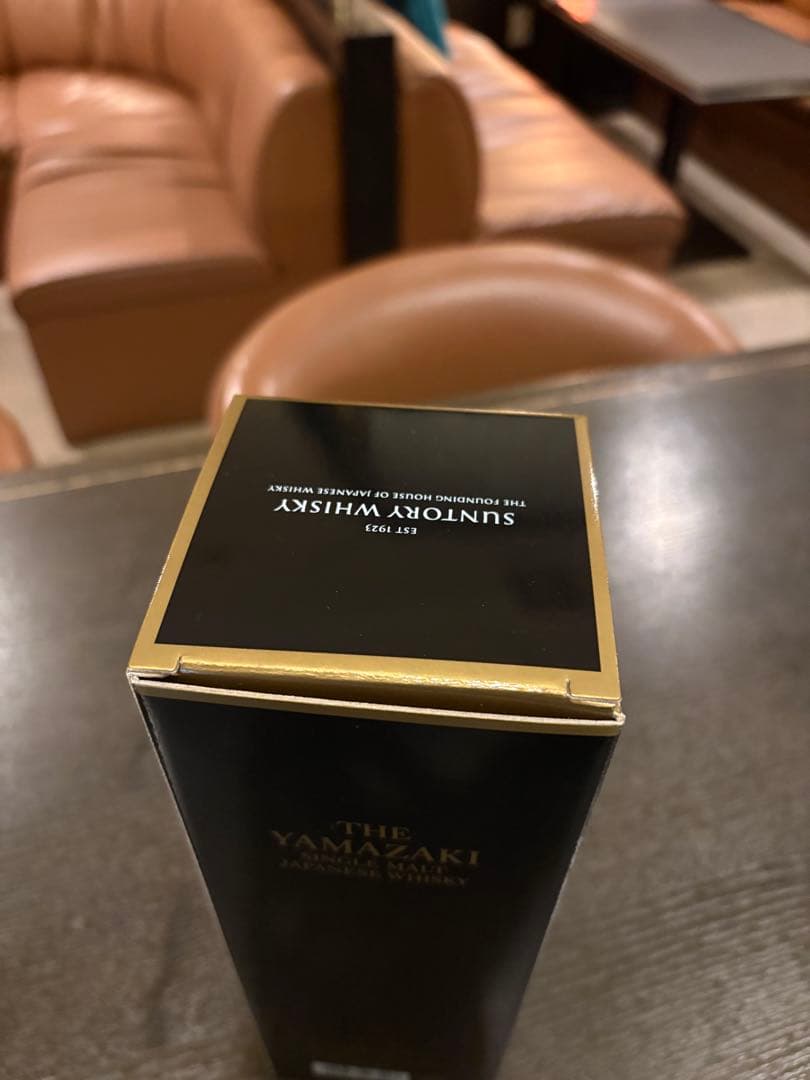 EST 1923
SUNTORY WHISKY
THE FOUNDING HOUSE OF JAPANESE WHISKY
THE
YAMAZAKI
SINGLE MALT
JAPANESE WHISKY